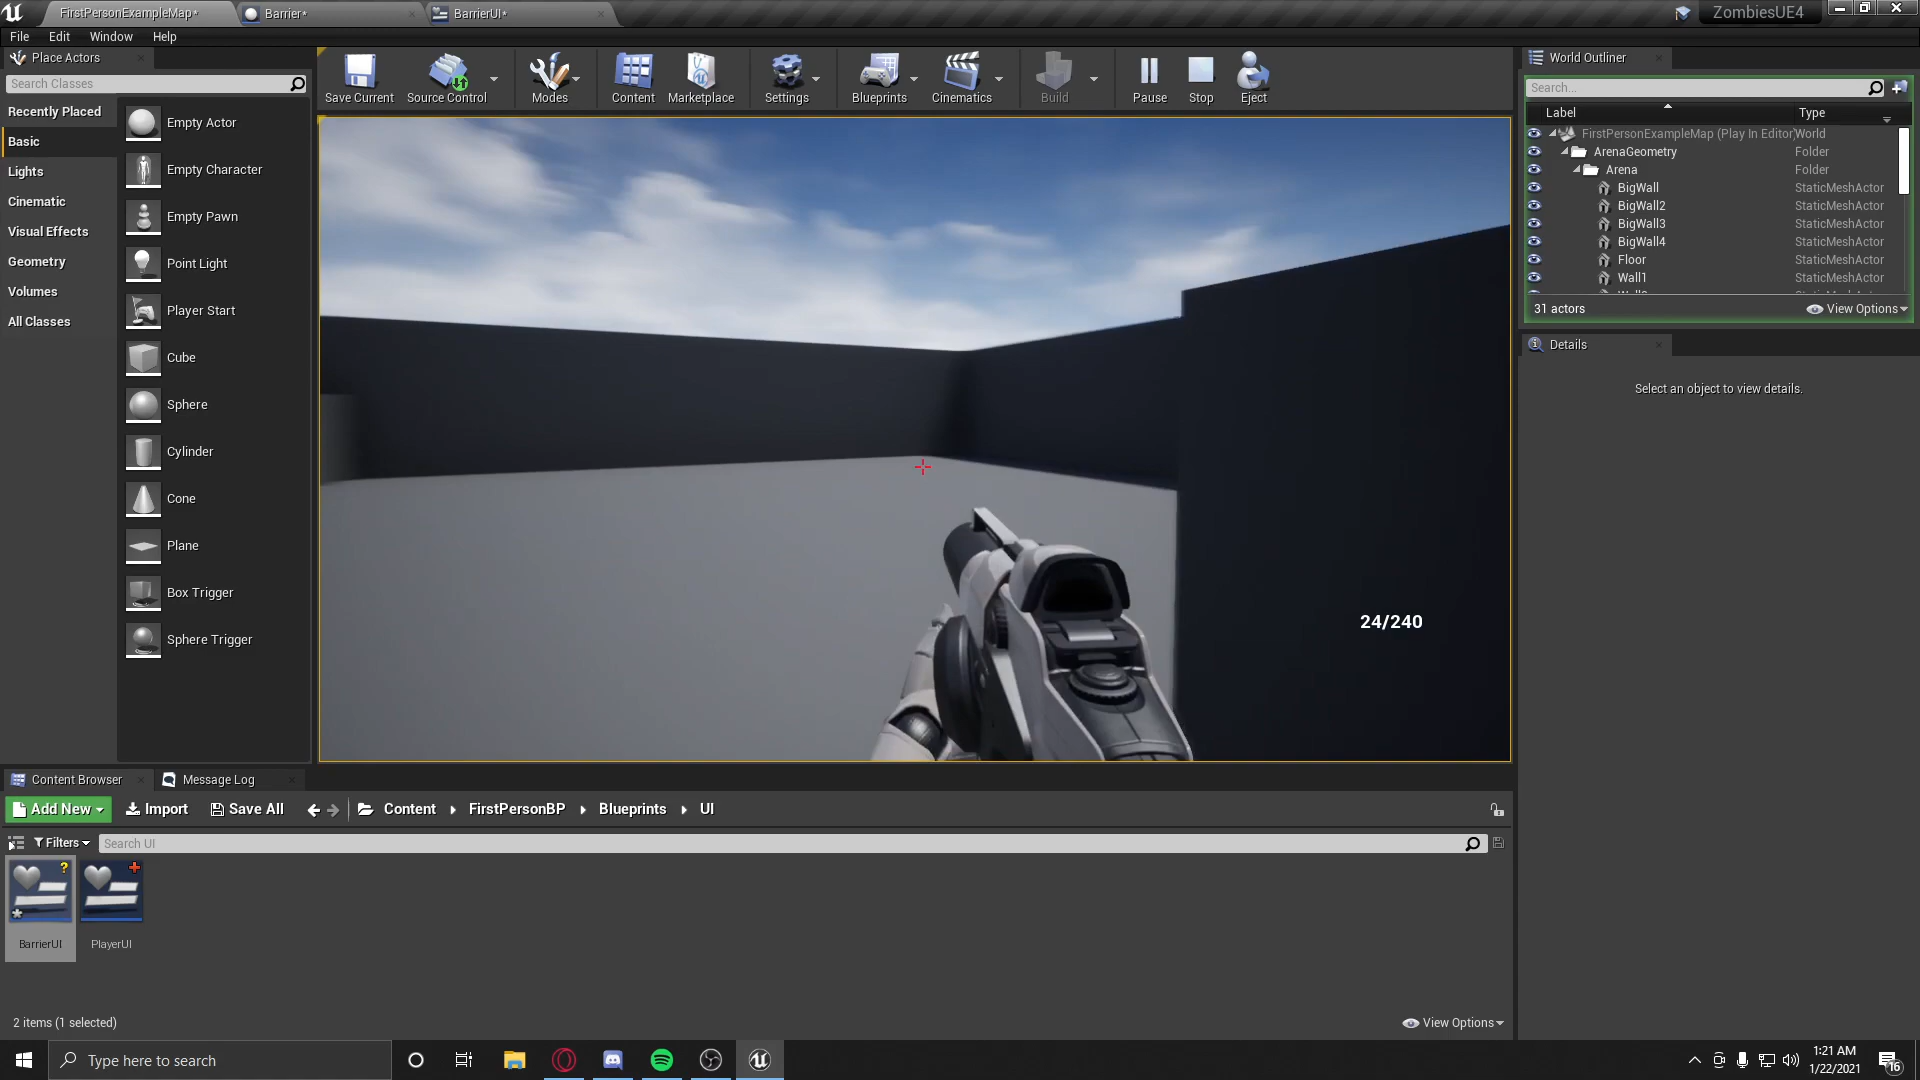 FirstPersonExampleMap*
Barrier*
BarrierUI*
ZombiesUE4
File
Edit
Window
Help
Place Actors
Search Classes
Recently Placed
Basic
Lights
Cinematic
Visual Effects
Geometry
Volumes
All Classes
Empty Actor
Empty Character
Empty Pawn
Point Light
Player Start
Cube
Sphere
Cylinder
Cone
Plane
Box Trigger
Sphere Trigger
Save Current
Source Control
Modes
Content
Marketplace
Settings
Blueprints
Cinematics
Build
Pause
Stop
Eject
24/240
World Outliner
Search...
Label
Type
FirstPersonExampleMap (Play In Editor)
World
ArenaGeometry
Folder
Arena
Folder
BigWall
StaticMeshActor
BigWall2
StaticMeshActor
BigWall3
StaticMeshActor
BigWall4
StaticMeshActor
Floor
StaticMeshActor
Wall1
StaticMeshActor
31 actors
View Options
Details
Select an object to view details.
Content Browser
Message Log
Add New
Import
Save All
Content
FirstPersonBP
Blueprints
UI
Filters
Search UI
BarrierUI
PlayerUI
2 items (1 selected)
View Options
Type here to search
1:21 AM
1/22/2021
16